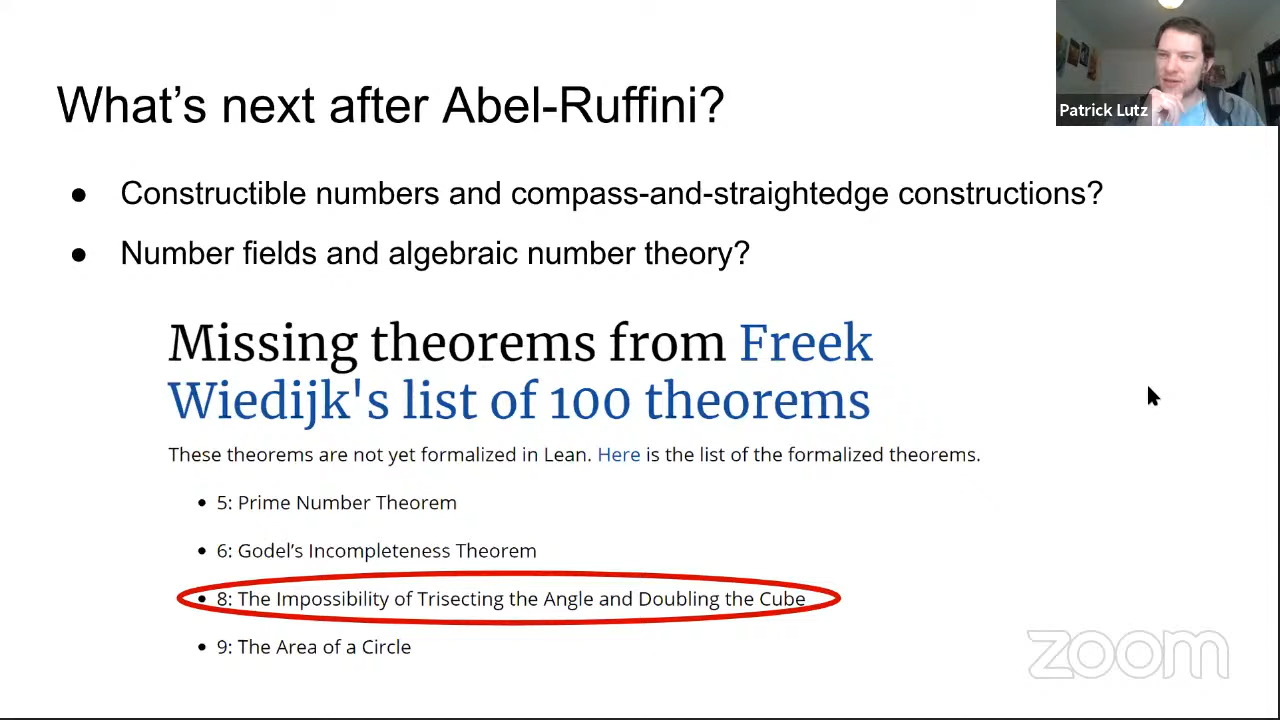 What's next after Abel-Ruffini?
Patrick Lutz
● Constructible numbers and compass-and-straightedge constructions?
● Number fields and algebraic number theory?
Missing theorems from Freek
Wiedijk's list of 100 theorems
These theorems are not yet formalized in Lean. Here is the list of the formalized theorems.
• 5: Prime Number Theorem
• 6: Godel’s Incompleteness Theorem
• 8: The Impossibility of Trisecting the Angle and Doubling the Cube
• 9: The Area of a Circle
zoom